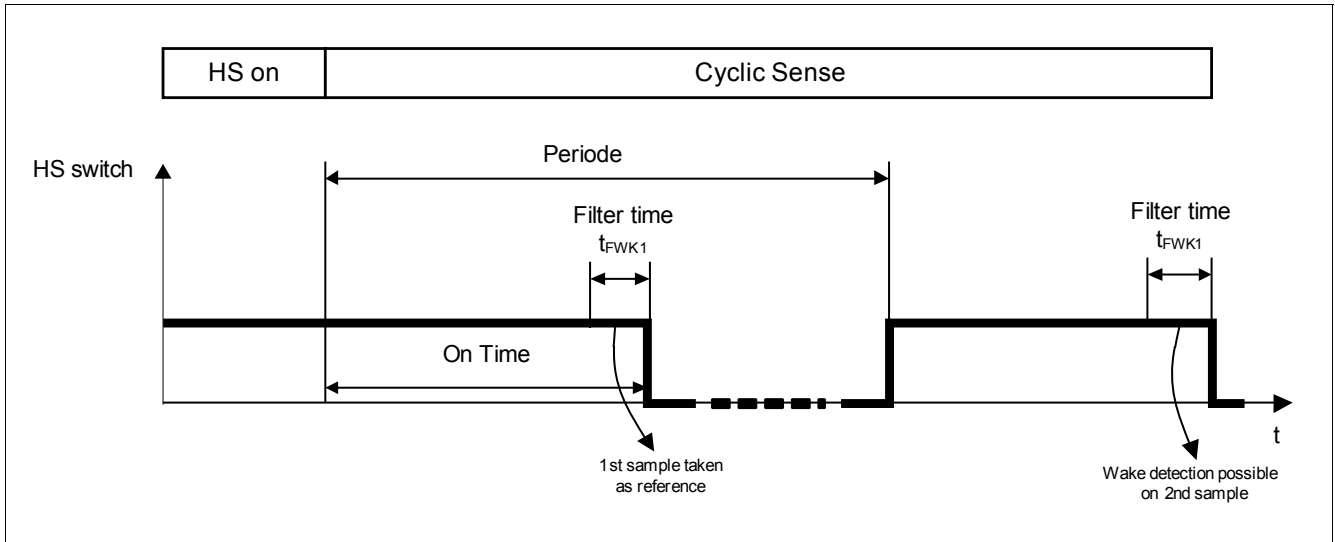 HS on
Cyclic Sense
HS switch
Periode
Filter time
tFWK1
Filter time
tFWK1
On Time
t
1st sample taken
as reference
Wake detection possible
on 2nd sample